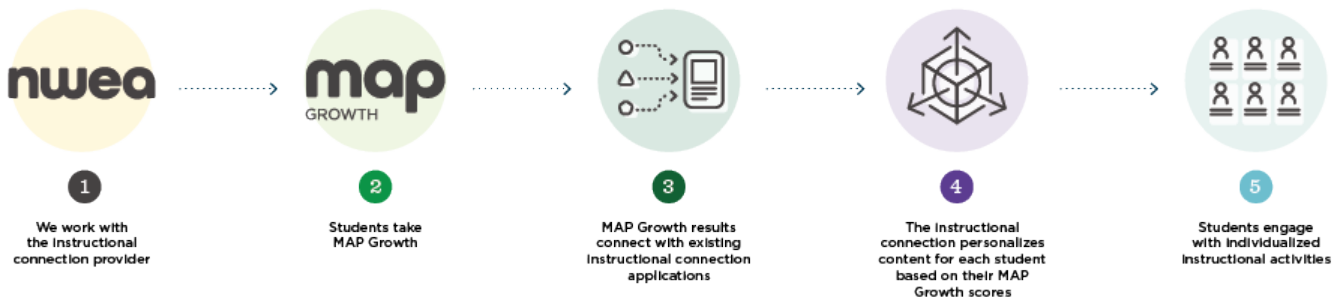 nwea
map
GROWTH
1
2
3
4
5
We work with
the instructional
connection provider
Students take
MAP Growth
MAP Growth results
connect with existing
instructional connection
applications
The instructional
connection personalizes
content for each student
based on their MAP
Growth scores
Students engage
with individualized
instructional activities